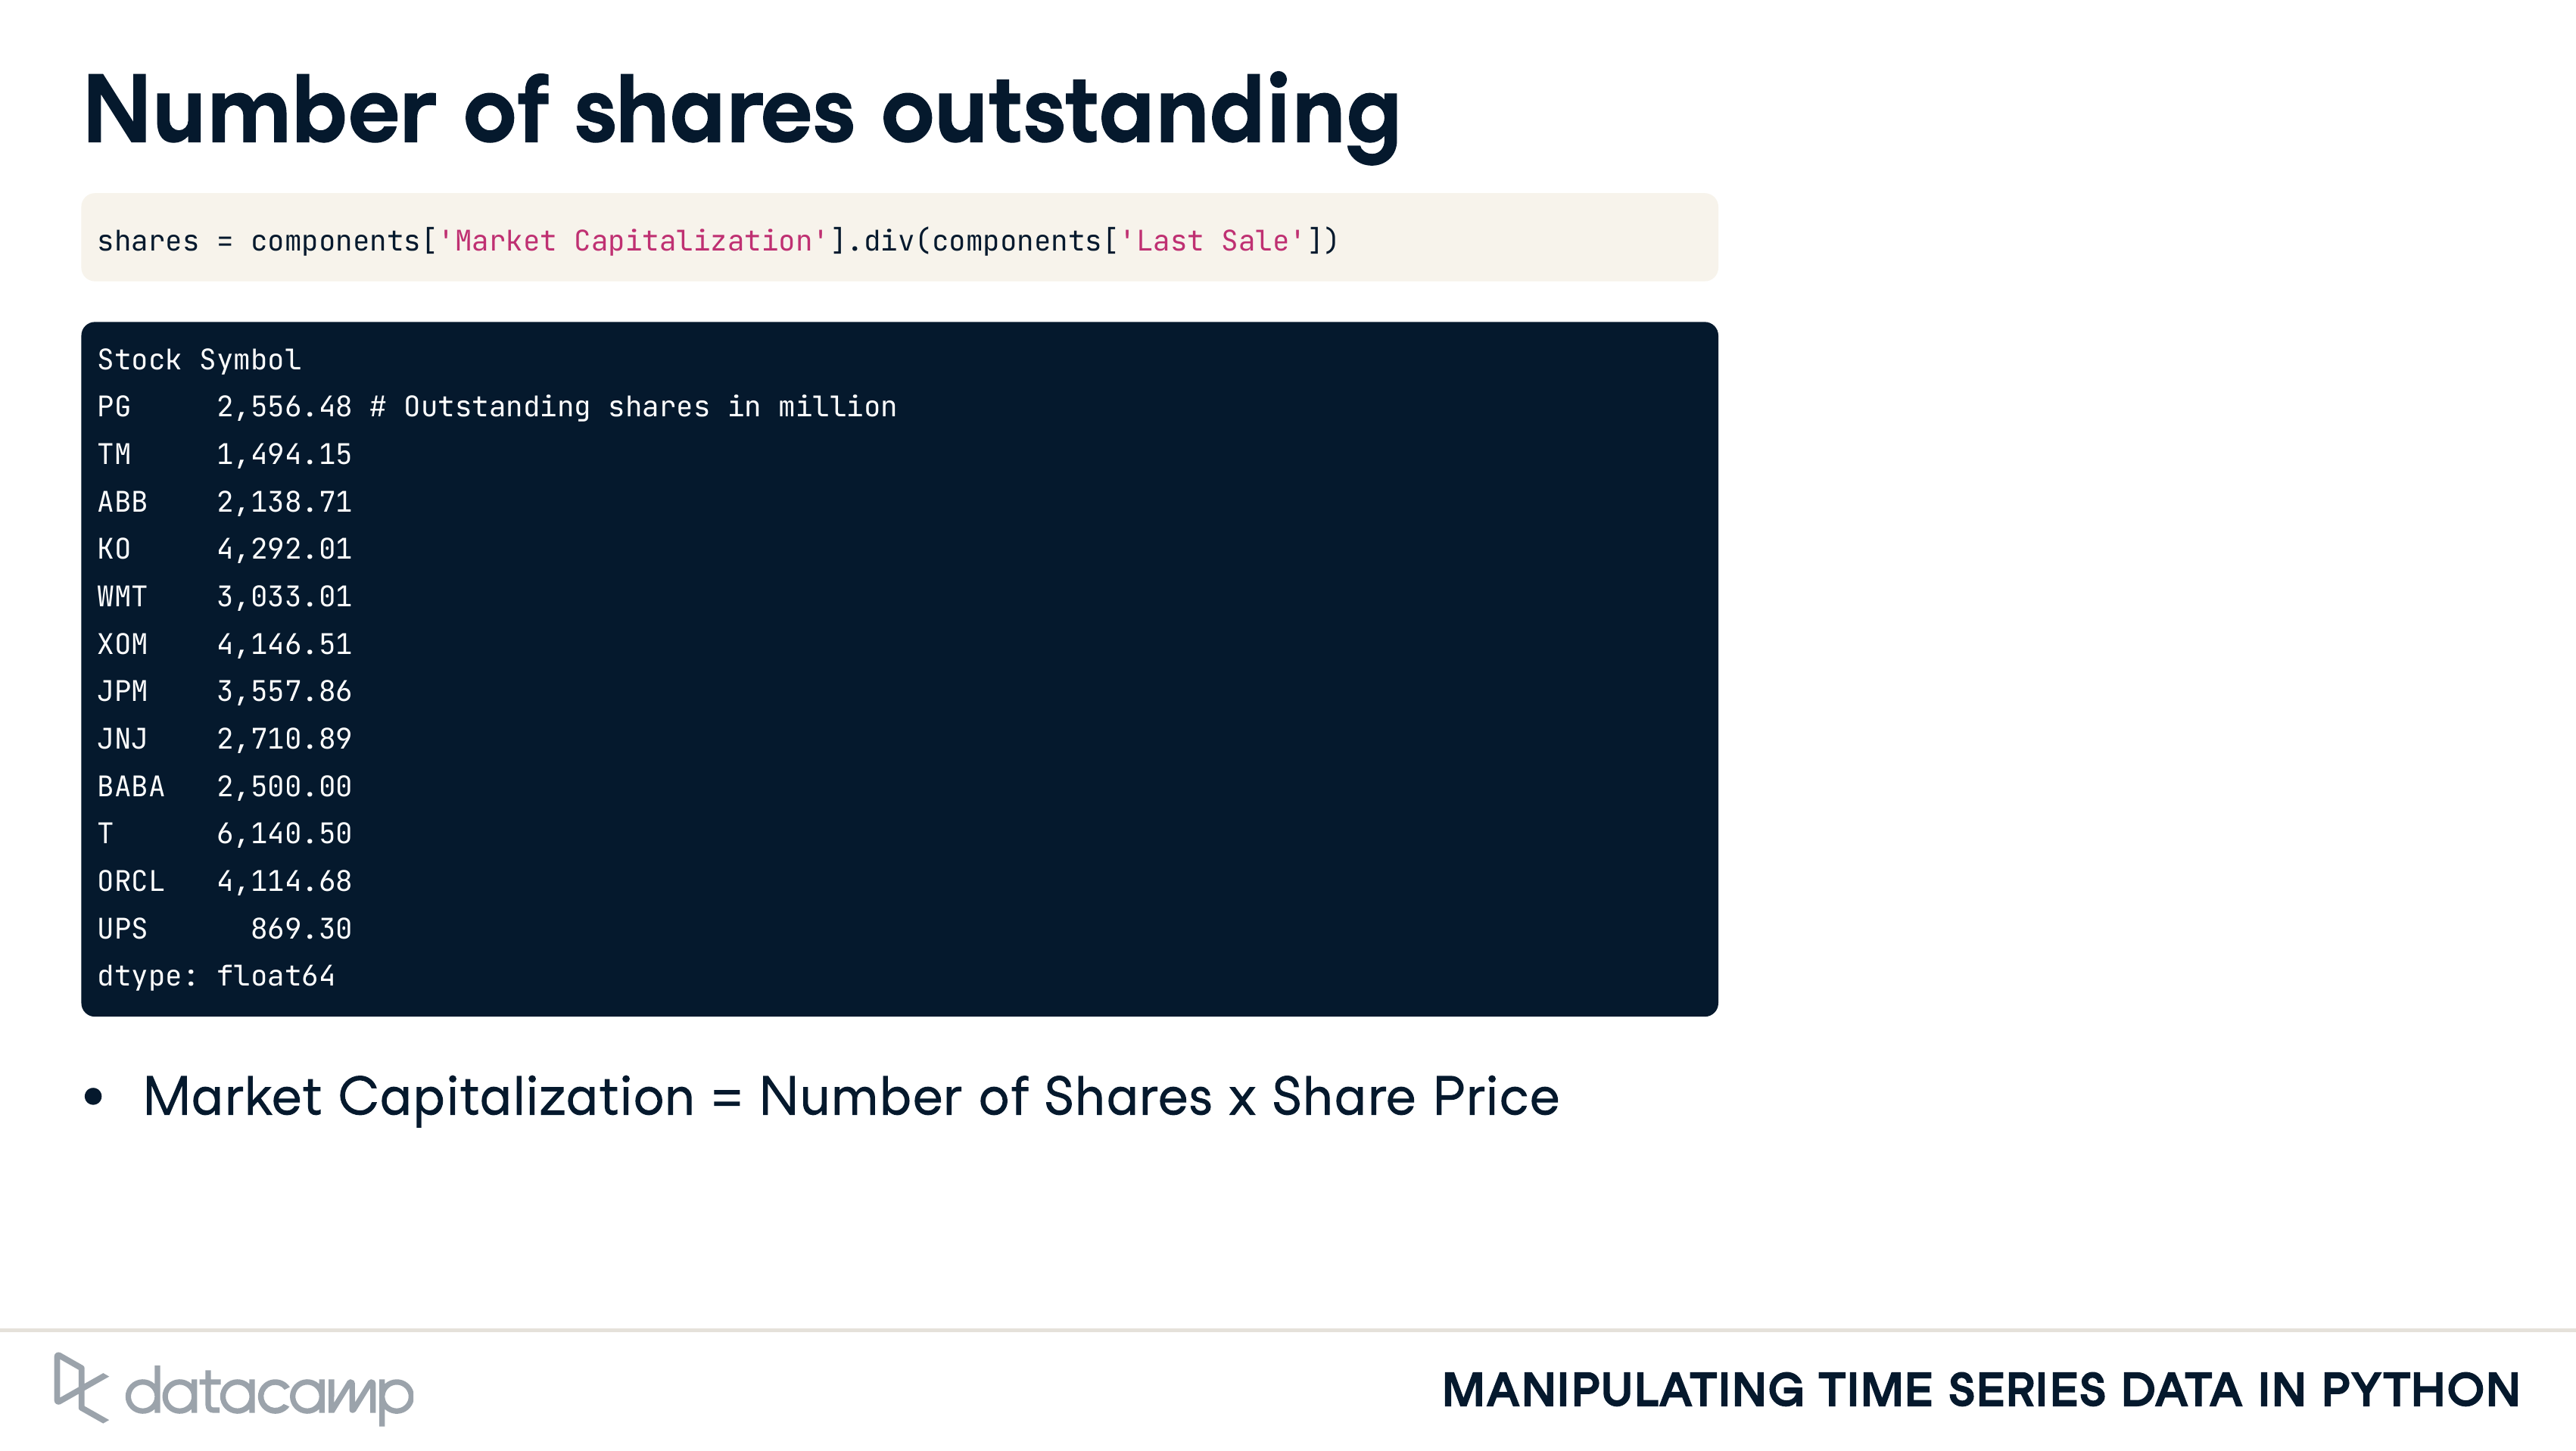 Number of shares outstanding
shares = components['Market Capitalization'].div(components['Last Sale'])
Stock Symbol
PG     2,556.48 # Outstanding shares in million
TM     1,494.15
ABB    2,138.71
KO     4,292.01
WMT    3,033.01
XOM    4,146.51
JPM    3,557.86
JNJ    2,710.89
BABA   2,500.00
T      6,140.50
ORCL   4,114.68
UPS      869.30
dtype: float64
• Market Capitalization = Number of Shares x Share Price
datacamp
MANIPULATING TIME SERIES DATA IN PYTHON